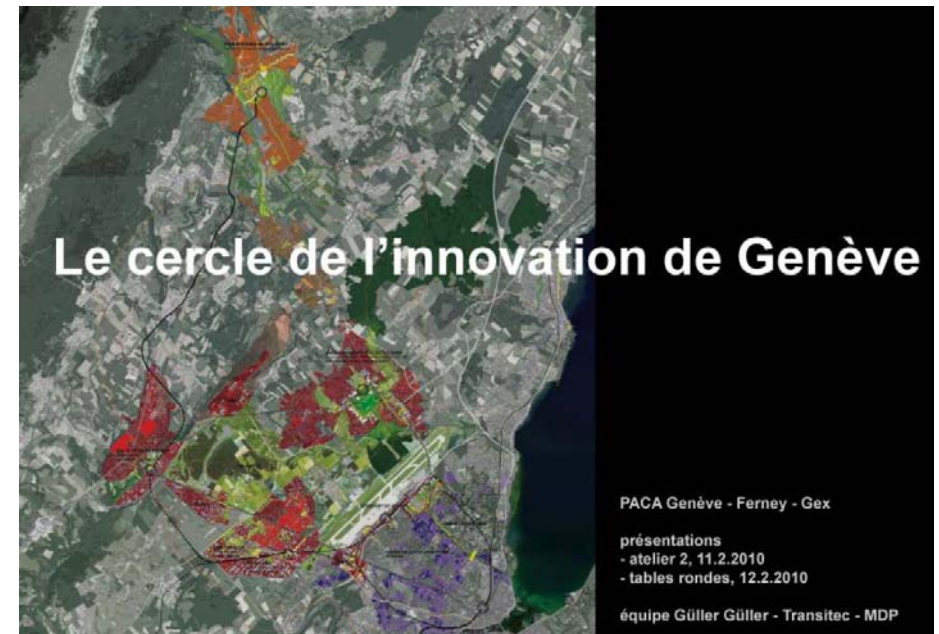 Le cercle de l'innovation de Genève
PACA Genève - Ferney - Gex
présentations
- atelier 2, 11.2.2010
- tables rondes, 12.2.2010
équipe Güller Güller - Transitec - MDP